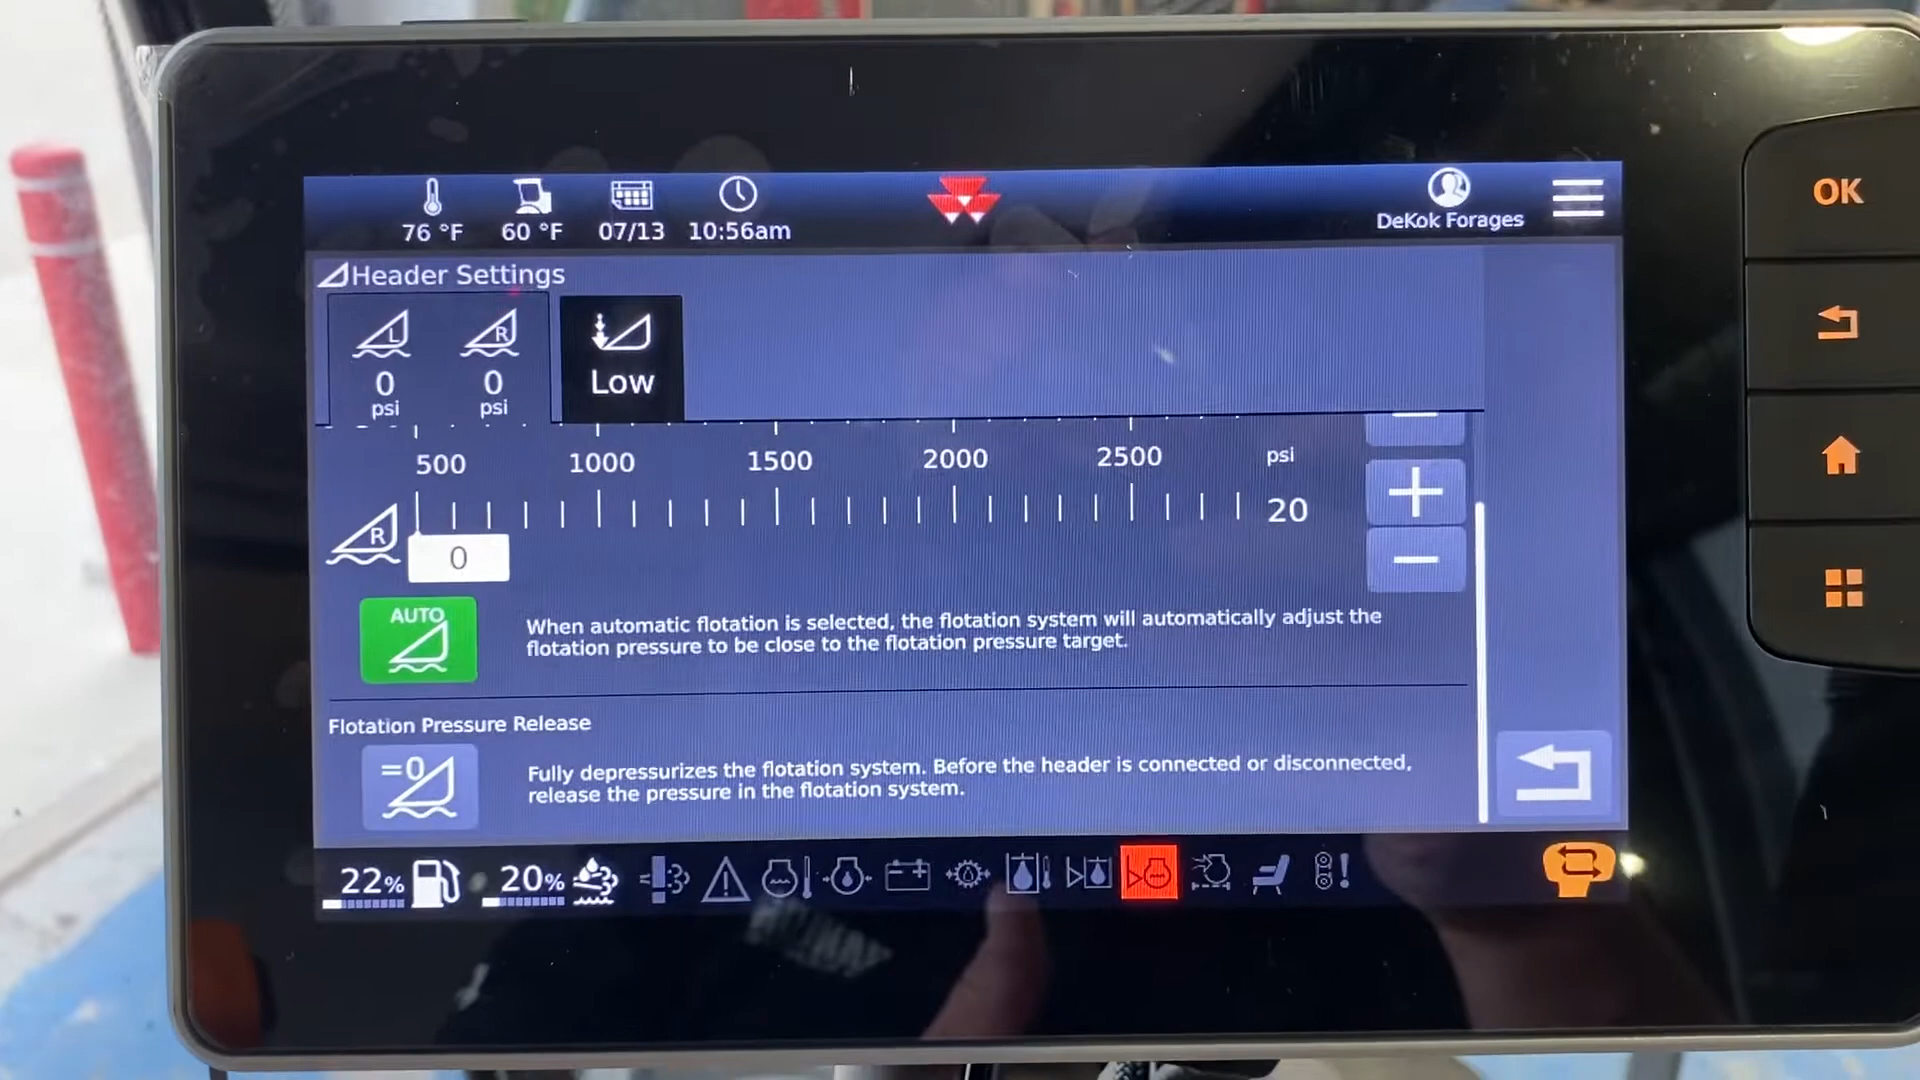 76 °F 60 °F 07/13 10:56am DeKok Forages
OK
Header Settings
L R
0 0 Low
psi psi
500 1000 1500 2000 2500 psi
R 20
0
AUTO
When automatic flotation is selected, the flotation system will automatically adjust the
flotation pressure to be close to the flotation pressure target.
Flotation Pressure Release
=0
Fully depressurizes the flotation system. Before the header is connected or disconnected,
release the pressure in the flotation system.
22% 20%